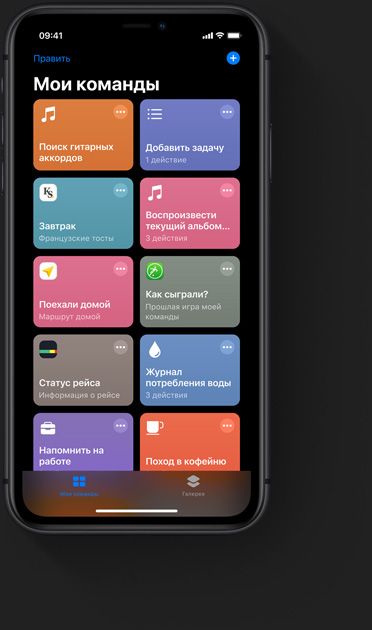 09:41
Править
Мои команды
Поиск гитарных
аккордов
Добавить задачу
1 действие
KS
Завтрак
Французские тосты
Воспроизвести
текущий альбом...
3 действия
Поехали домой
Маршрут домой
Как сыграли?
Прошлая игра моей
команды
Статус рейса
Информация о рейсе
Журнал
потребления воды
3 действия
Напомнить на
работе
Поход в кофейню
Мои команды
Галерея